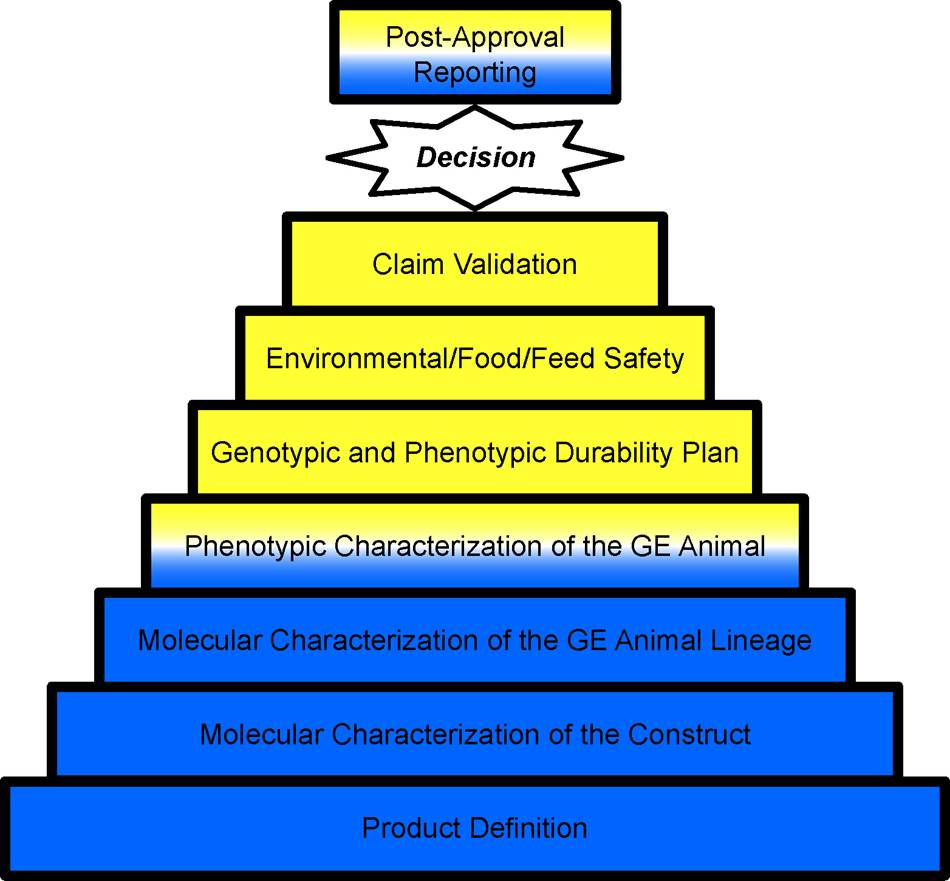 Post-Approval
Reporting
Decision
Claim Validation
Environmental/Food/Feed Safety
Genotypic and Phenotypic Durability Plan
Phenotypic Characterization of the GE Animal
Molecular Characterization of the GE Animal Lineage
Molecular Characterization of the Construct
Product Definition